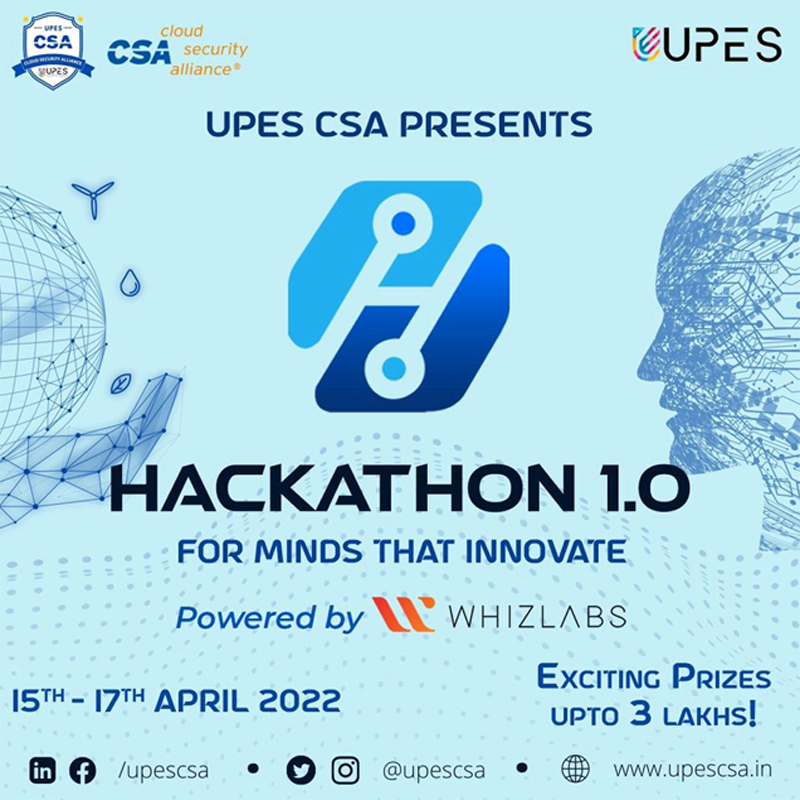 UPES
CSA
CLOUD SECURITY ALLIANCE
UPES
CSA cloud security alliance®
UPES
UPES CSA PRESENTS
HACKATHON 1.0
FOR MINDS THAT INNOVATE
Powered by WHIZLABS
15TH - 17TH APRIL 2022
EXCITING PRIZES
UPTO 3 LAKHS!
/upescsa • @upescsa • www.upescsa.in